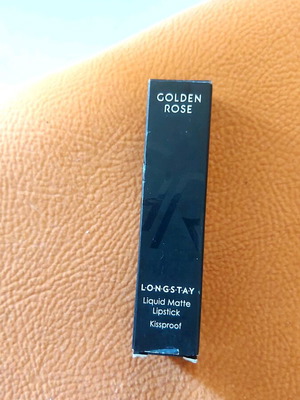 GOLDEN
ROSE
LONGSTAY
Liquid Matte
Lipstick
Kissproof